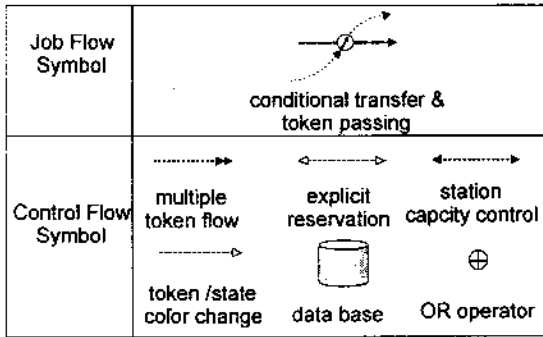 Job Flow
Symbol
conditional transfer &
token passing
Control Flow
Symbol
multiple
token flow
explicit
reservation
station
capcity control
token /state
color change
data base
OR operator